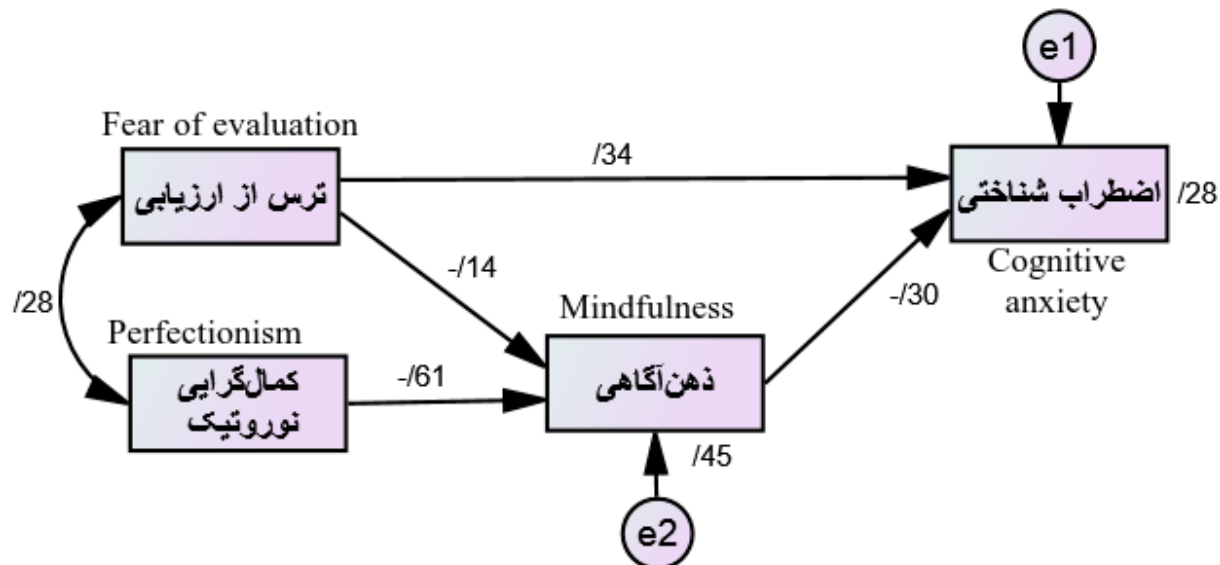 e1
Fear of evaluation
ترس از ارزیابی
/34
اضطراب شناختی
/28
Cognitive
anxiety
-/14
-/30
/28
Mindfulness
Perfectionism
کمال‌گرایی
نوروتیک
-/61
ذهن‌آگاهی
/45
e2